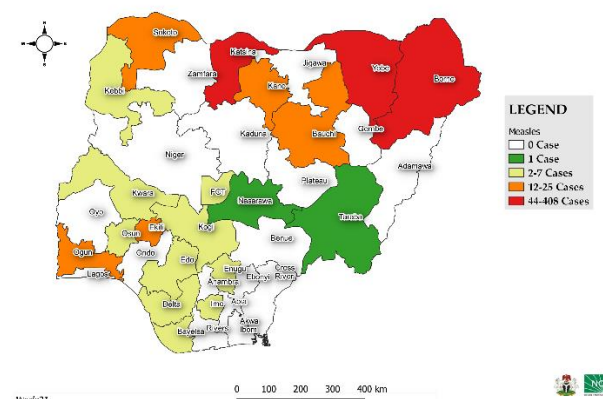 Sokoto
Katsina
Jigawa
Yobe
Borno
Zamfara
Kebbi
Kano
Gombe
Kaduna
Bauchi
Adamawa
Niger
Plateau
Kwara
FCT
Nasarawa
Taraba
Oyo
Osun
Ekiti
Kogi
Benue
Ogun
Ondo
Edo
Lagos
Enugu
Ebonyi
Cross
River
Anambra
Delta
Imo
Abia
Bayelsa
Rivers
Akwa
Ibom
LEGEND
Measles
0 Case
1 Case
2-7 Cases
12-25 Cases
44-408 Cases
0 100 200 300 400 km